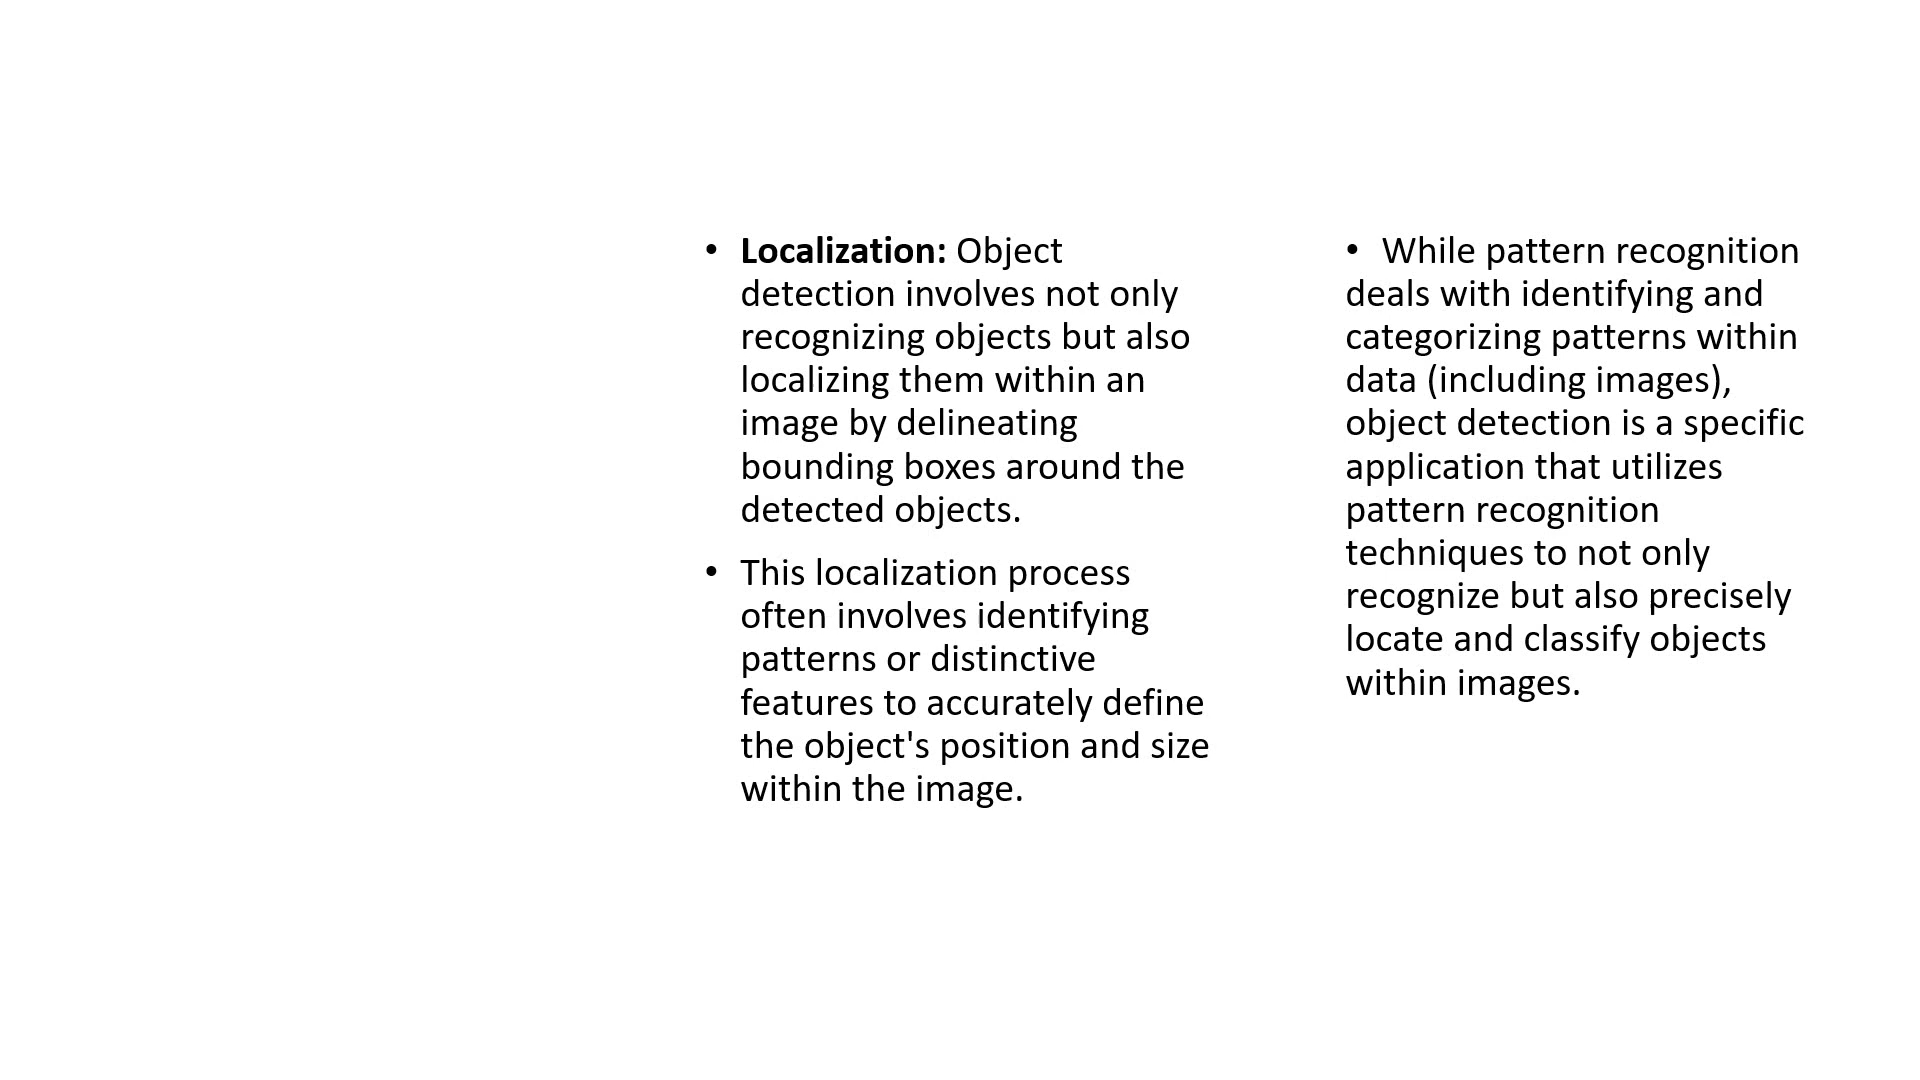 • Localization: Object
detection involves not only
recognizing objects but also
localizing them within an
image by delineating
bounding boxes around the
detected objects.
• This localization process
often involves identifying
patterns or distinctive
features to accurately define
the object's position and size
within the image.
• While pattern recognition
deals with identifying and
categorizing patterns within
data (including images),
object detection is a specific
application that utilizes
pattern recognition
techniques to not only
recognize but also precisely
locate and classify objects
within images.